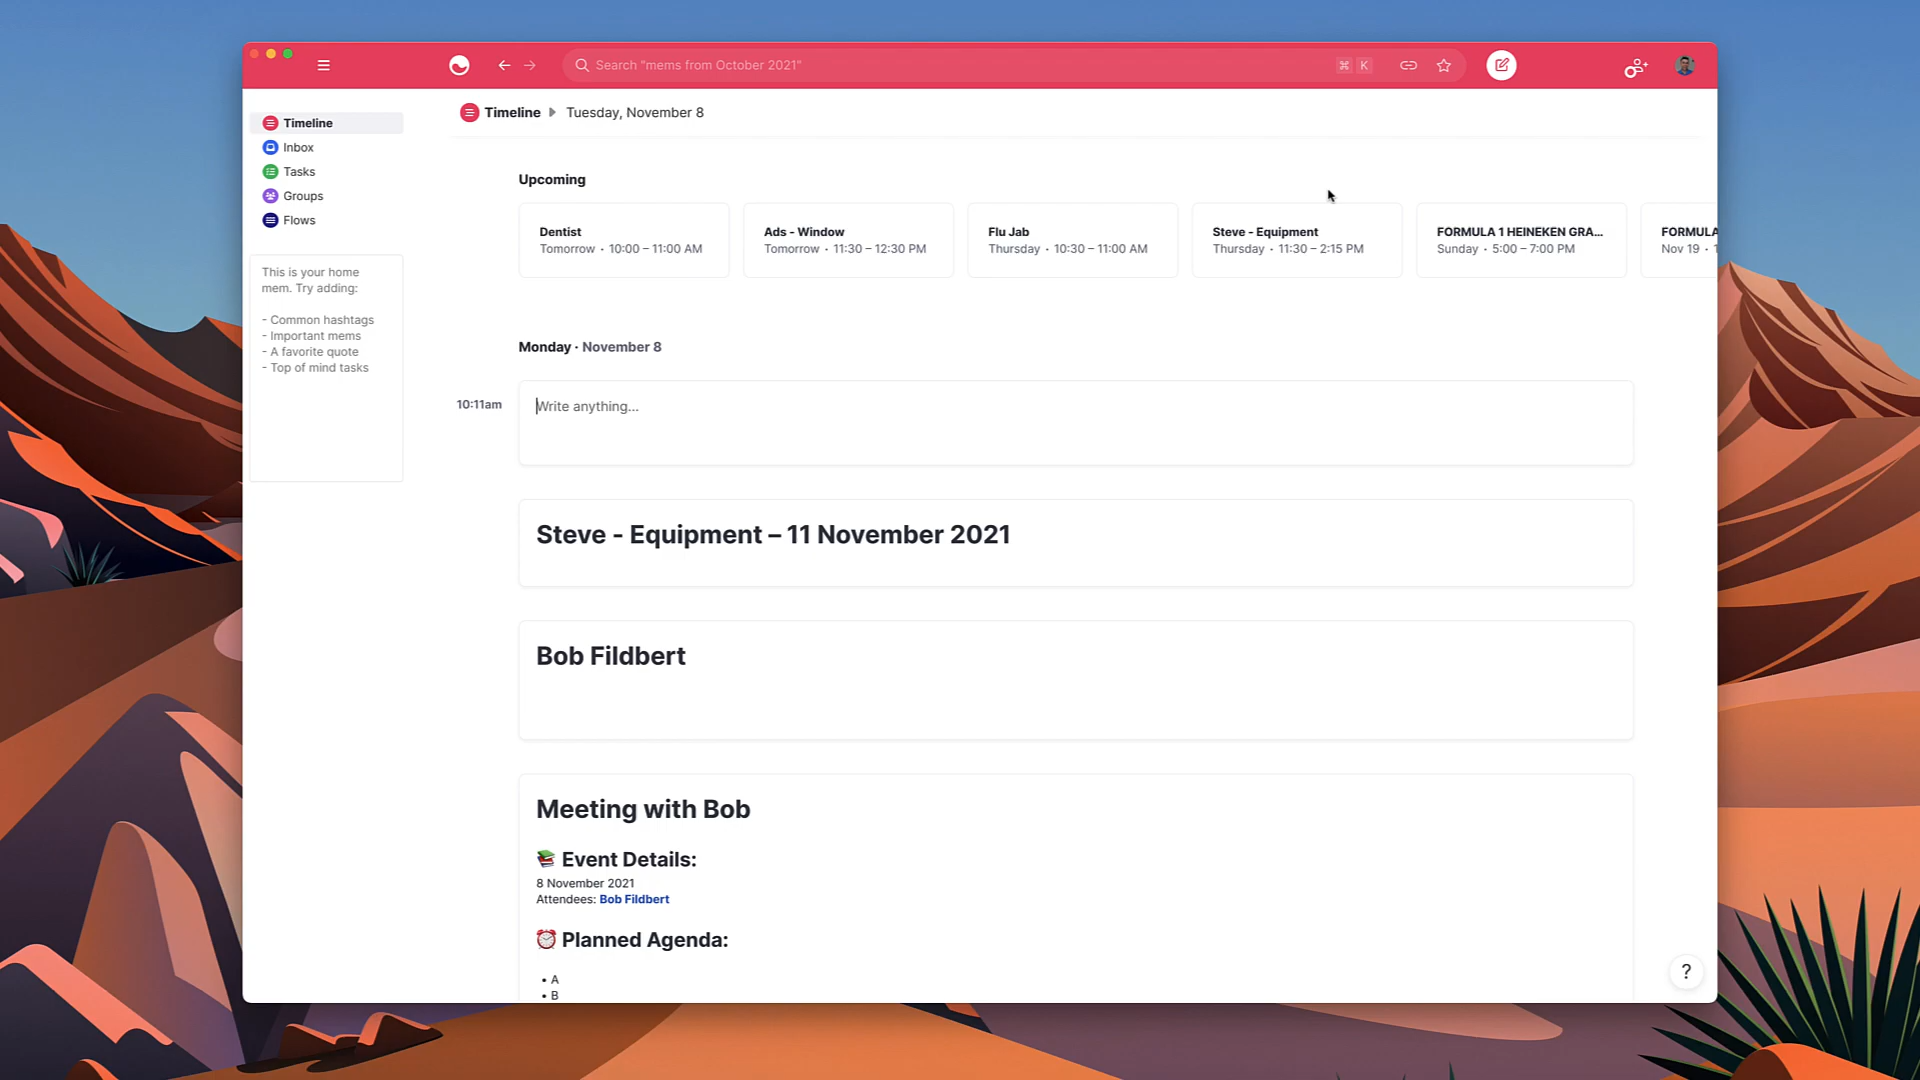 Search "mems from October 2021"
⌘ K
Timeline
Tuesday, November 8
Timeline
Inbox
Tasks
Groups
Flows
This is your home
mem. Try adding:
- Common hashtags
- Important mems
- A favorite quote
- Top of mind tasks
Upcoming
Dentist
Tomorrow · 10:00 – 11:00 AM
Ads - Window
Tomorrow · 11:30 – 12:30 PM
Flu Jab
Thursday · 10:30 – 11:00 AM
Steve - Equipment
Thursday · 11:30 – 2:15 PM
FORMULA 1 HEINEKEN GRA...
Sunday · 5:00 – 7:00 PM
FORMULA
Nov 19 ·
Monday · November 8
10:11am
Write anything...
Steve - Equipment – 11 November 2021
Bob Fildbert
Meeting with Bob
📚 Event Details:
8 November 2021
Attendees: Bob Fildbert
⏰ Planned Agenda:
• A
• B
?